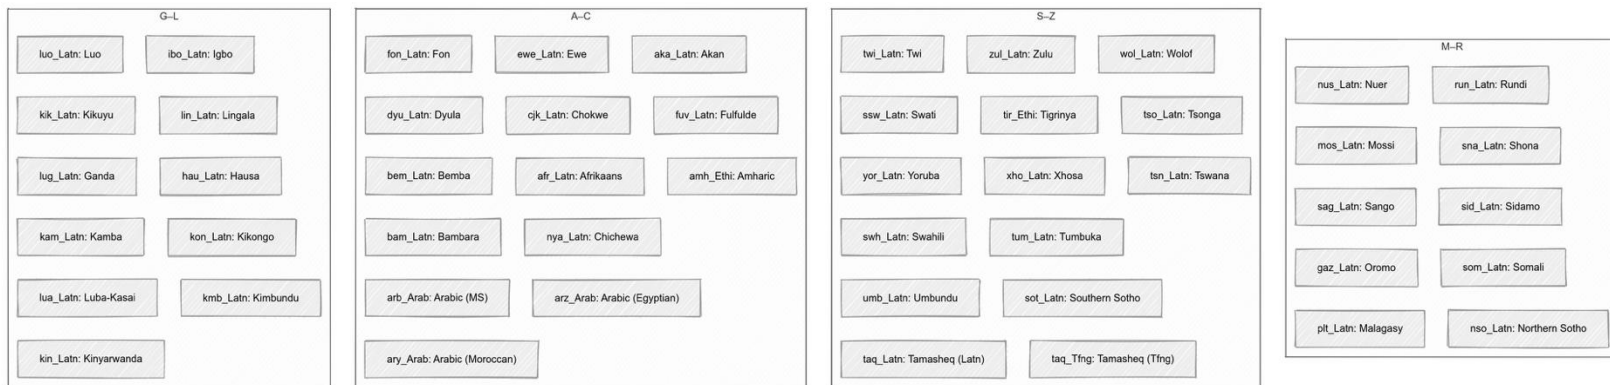 G–L
luo_Latn: Luo
ibo_Latn: Igbo
kik_Latn: Kikuyu
lin_Latn: Lingala
lug_Latn: Ganda
hau_Latn: Hausa
kam_Latn: Kamba
kon_Latn: Kikongo
lua_Latn: Luba-Kasai
kmb_Latn: Kimbundu
kin_Latn: Kinyarwanda
A–C
fon_Latn: Fon
ewe_Latn: Ewe
aka_Latn: Akan
dyu_Latn: Dyula
cjk_Latn: Chokwe
fuv_Latn: Fulfulde
bem_Latn: Bemba
afr_Latn: Afrikaans
amh_Ethi: Amharic
bam_Latn: Bambara
nya_Latn: Chichewa
arb_Arab: Arabic (MS)
arz_Arab: Arabic (Egyptian)
ary_Arab: Arabic (Moroccan)
S–Z
twi_Latn: Twi
zul_Latn: Zulu
wol_Latn: Wolof
ssw_Latn: Swati
tir_Ethi: Tigrinya
tso_Latn: Tsonga
yor_Latn: Yoruba
xho_Latn: Xhosa
tsn_Latn: Tswana
swh_Latn: Swahili
tum_Latn: Tumbuka
umb_Latn: Umbundu
sot_Latn: Southern Sotho
taq_Latn: Tamasheq (Latn)
taq_Tfng: Tamasheq (Tfng)
M–R
nus_Latn: Nuer
run_Latn: Rundi
mos_Latn: Mossi
sna_Latn: Shona
sag_Latn: Sango
sid_Latn: Sidamo
gaz_Latn: Oromo
som_Latn: Somali
plt_Latn: Malagasy
nso_Latn: Northern Sotho